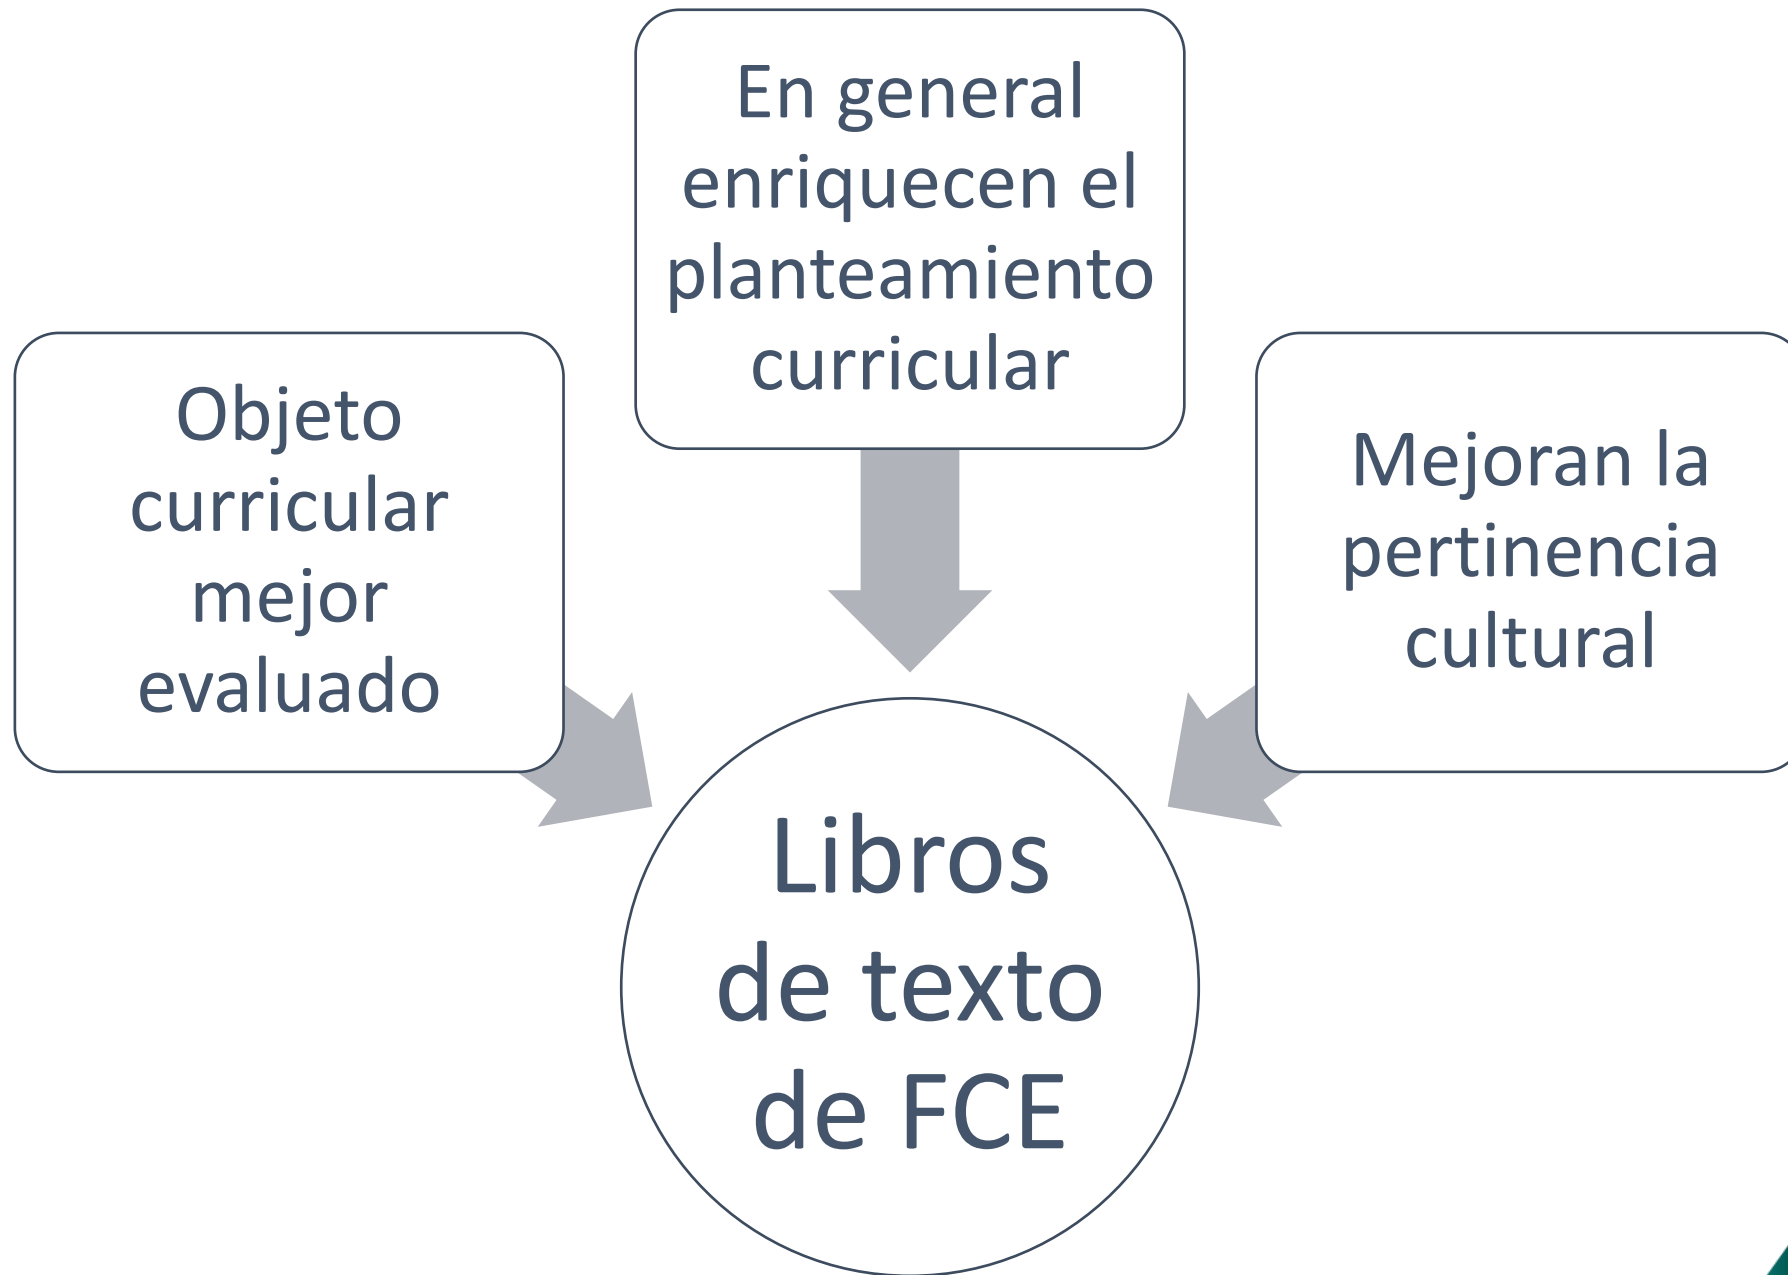 En general
enriquecen el
planteamiento
curricular
Objeto
curricular
mejor
evaluado
Mejoran la
pertinencia
cultural
Libros
de texto
de FCE